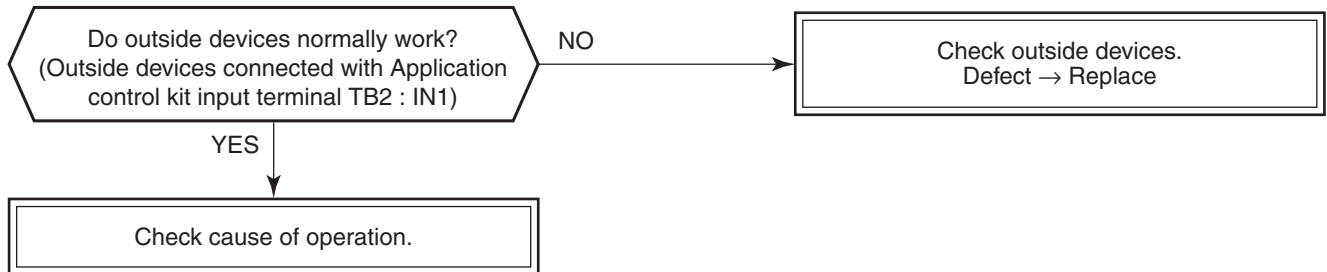 Do outside devices normally work?
(Outside devices connected with Application
control kit input terminal TB2 : IN1)
NO
Check outside devices.
Defect → Replace
YES
Check cause of operation.